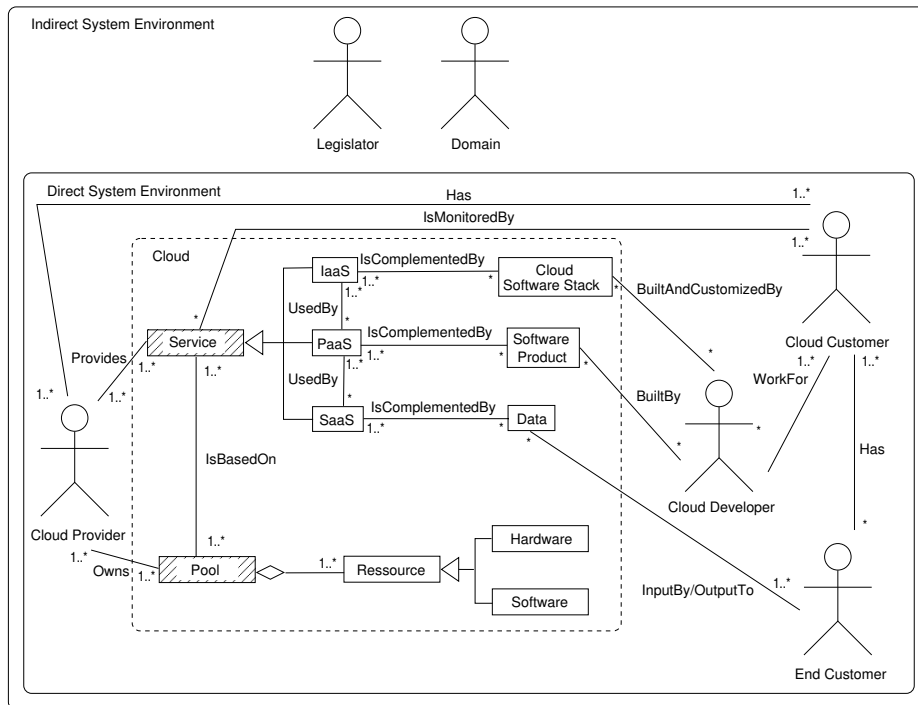 Indirect System Environment
Legislator
Domain
Direct System Environment
Has
1..*
1..*
IsMonitoredBy
1..*
*
Cloud
IaaS
1..*
1..*
IsComplementedBy
*
Cloud
Software Stack
*
BuiltAndCustomizedBy
*
UsedBy
*
Service
1..*
1..*
Provides
1..*
PaaS
1..*
1..*
IsComplementedBy
*
Software
Product
*
BuiltBy
*
UsedBy
*
SaaS
1..*
IsComplementedBy
*
Data
*
Cloud Customer
1..*
1..*
WorkFor
*
Cloud Developer
Has
*
IsBasedOn
1..*
Cloud Provider
1..*
Owns
1..*
Pool
1..*
Ressource
Hardware
Software
InputBy/OutputTo
1..*
End Customer